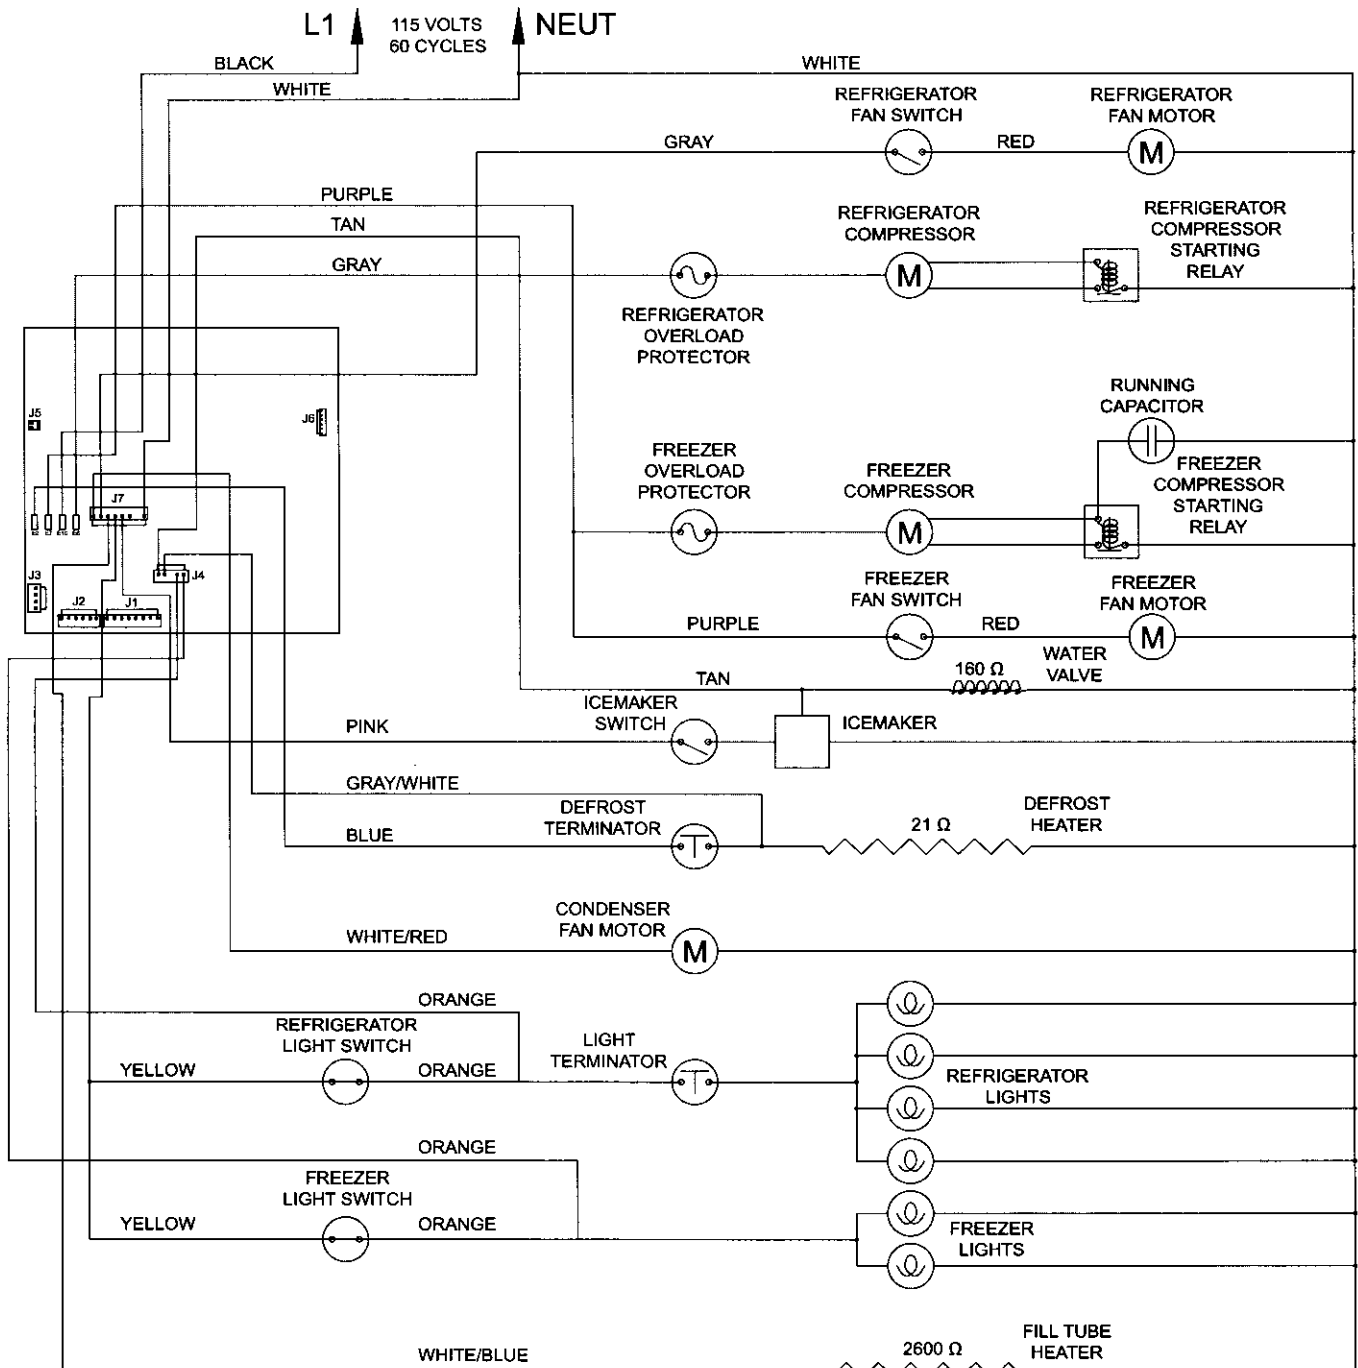 L1
115 VOLTS
60 CYCLES
NEUT
BLACK
WHITE
WHITE
REFRIGERATOR
FAN SWITCH
REFRIGERATOR
FAN MOTOR
GRAY
RED
M
PURPLE
TAN
GRAY
REFRIGERATOR
COMPRESSOR
M
REFRIGERATOR
COMPRESSOR
STARTING
RELAY
REFRIGERATOR
OVERLOAD
PROTECTOR
J5
J6
J7
J4
J3
J2
J1
RUNNING
CAPACITOR
FREEZER
OVERLOAD
PROTECTOR
FREEZER
COMPRESSOR
M
FREEZER
COMPRESSOR
STARTING
RELAY
FREEZER
FAN SWITCH
FREEZER
FAN MOTOR
PURPLE
RED
M
TAN
160 Ω
WATER
VALVE
ICEMAKER
SWITCH
PINK
ICEMAKER
GRAY/WHITE
DEFROST
TERMINATOR
BLUE
21 Ω
DEFROST
HEATER
CONDENSER
FAN MOTOR
WHITE/RED
M
ORANGE
REFRIGERATOR
LIGHT SWITCH
YELLOW
ORANGE
LIGHT
TERMINATOR
REFRIGERATOR
LIGHTS
ORANGE
FREEZER
LIGHT SWITCH
YELLOW
ORANGE
FREEZER
LIGHTS
WHITE/BLUE
2600 Ω
FILL TUBE
HEATER